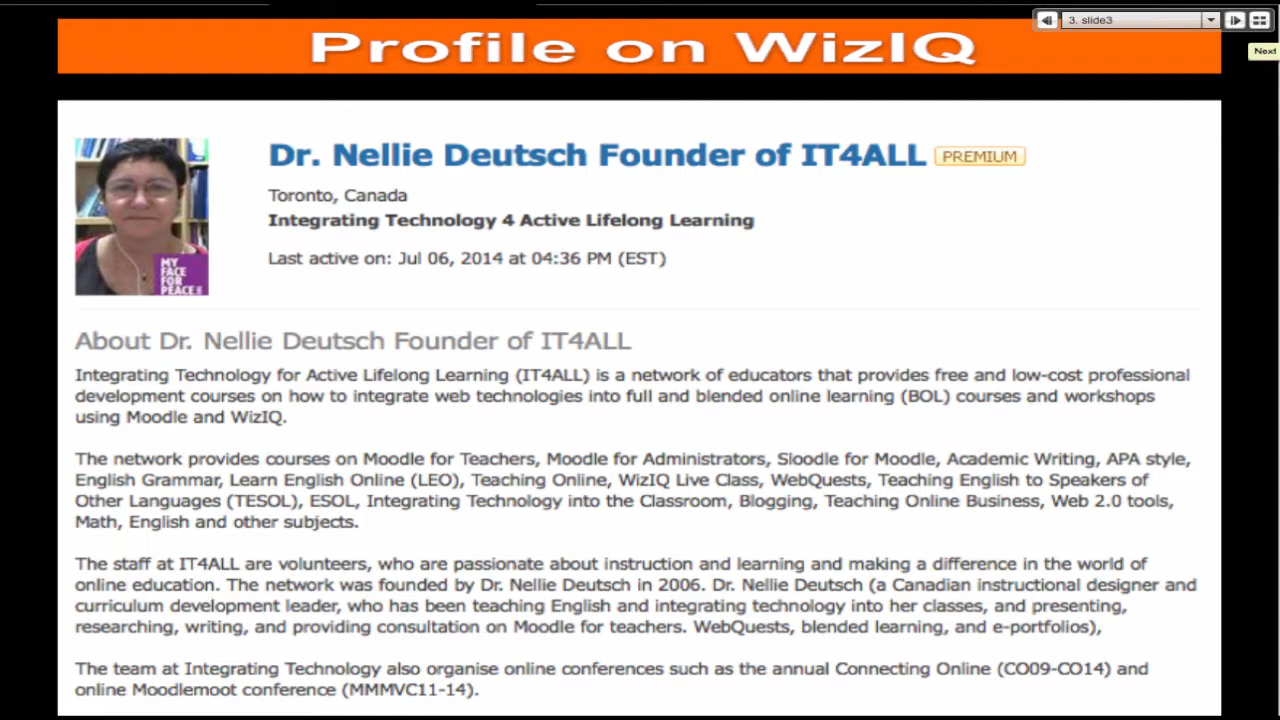 3. slide3
Next
Profile on WizIQ
Dr. Nellie Deutsch Founder of IT4ALL PREMIUM
Toronto, Canada
Integrating Technology 4 Active Lifelong Learning
Last active on: Jul 06, 2014 at 04:36 PM (EST)
MY
FACE
FOR
PEACE
About Dr. Nellie Deutsch Founder of IT4ALL
Integrating Technology for Active Lifelong Learning (IT4ALL) is a network of educators that provides free and low-cost professional
development courses on how to integrate web technologies into full and blended online learning (BOL) courses and workshops
using Moodle and WizIQ.
The network provides courses on Moodle for Teachers, Moodle for Administrators, Sloodle for Moodle, Academic Writing, APA style,
English Grammar, Learn English Online (LEO), Teaching Online, WizIQ Live Class, WebQuests, Teaching English to Speakers of
Other Languages (TESOL), ESOL, Integrating Technology into the Classroom, Blogging, Teaching Online Business, Web 2.0 tools,
Math, English and other subjects.
The staff at IT4ALL are volunteers, who are passionate about instruction and learning and making a difference in the world of
online education. The network was founded by Dr. Nellie Deutsch in 2006. Dr. Nellie Deutsch (a Canadian instructional designer and
curriculum development leader, who has been teaching English and integrating technology into her classes, and presenting,
researching, writing, and providing consultation on Moodle for teachers. WebQuests, blended learning, and e-portfolios),
The team at Integrating Technology also organise online conferences such as the annual Connecting Online (CO09-CO14) and
online Moodlemoot conference (MMMVC11-14).